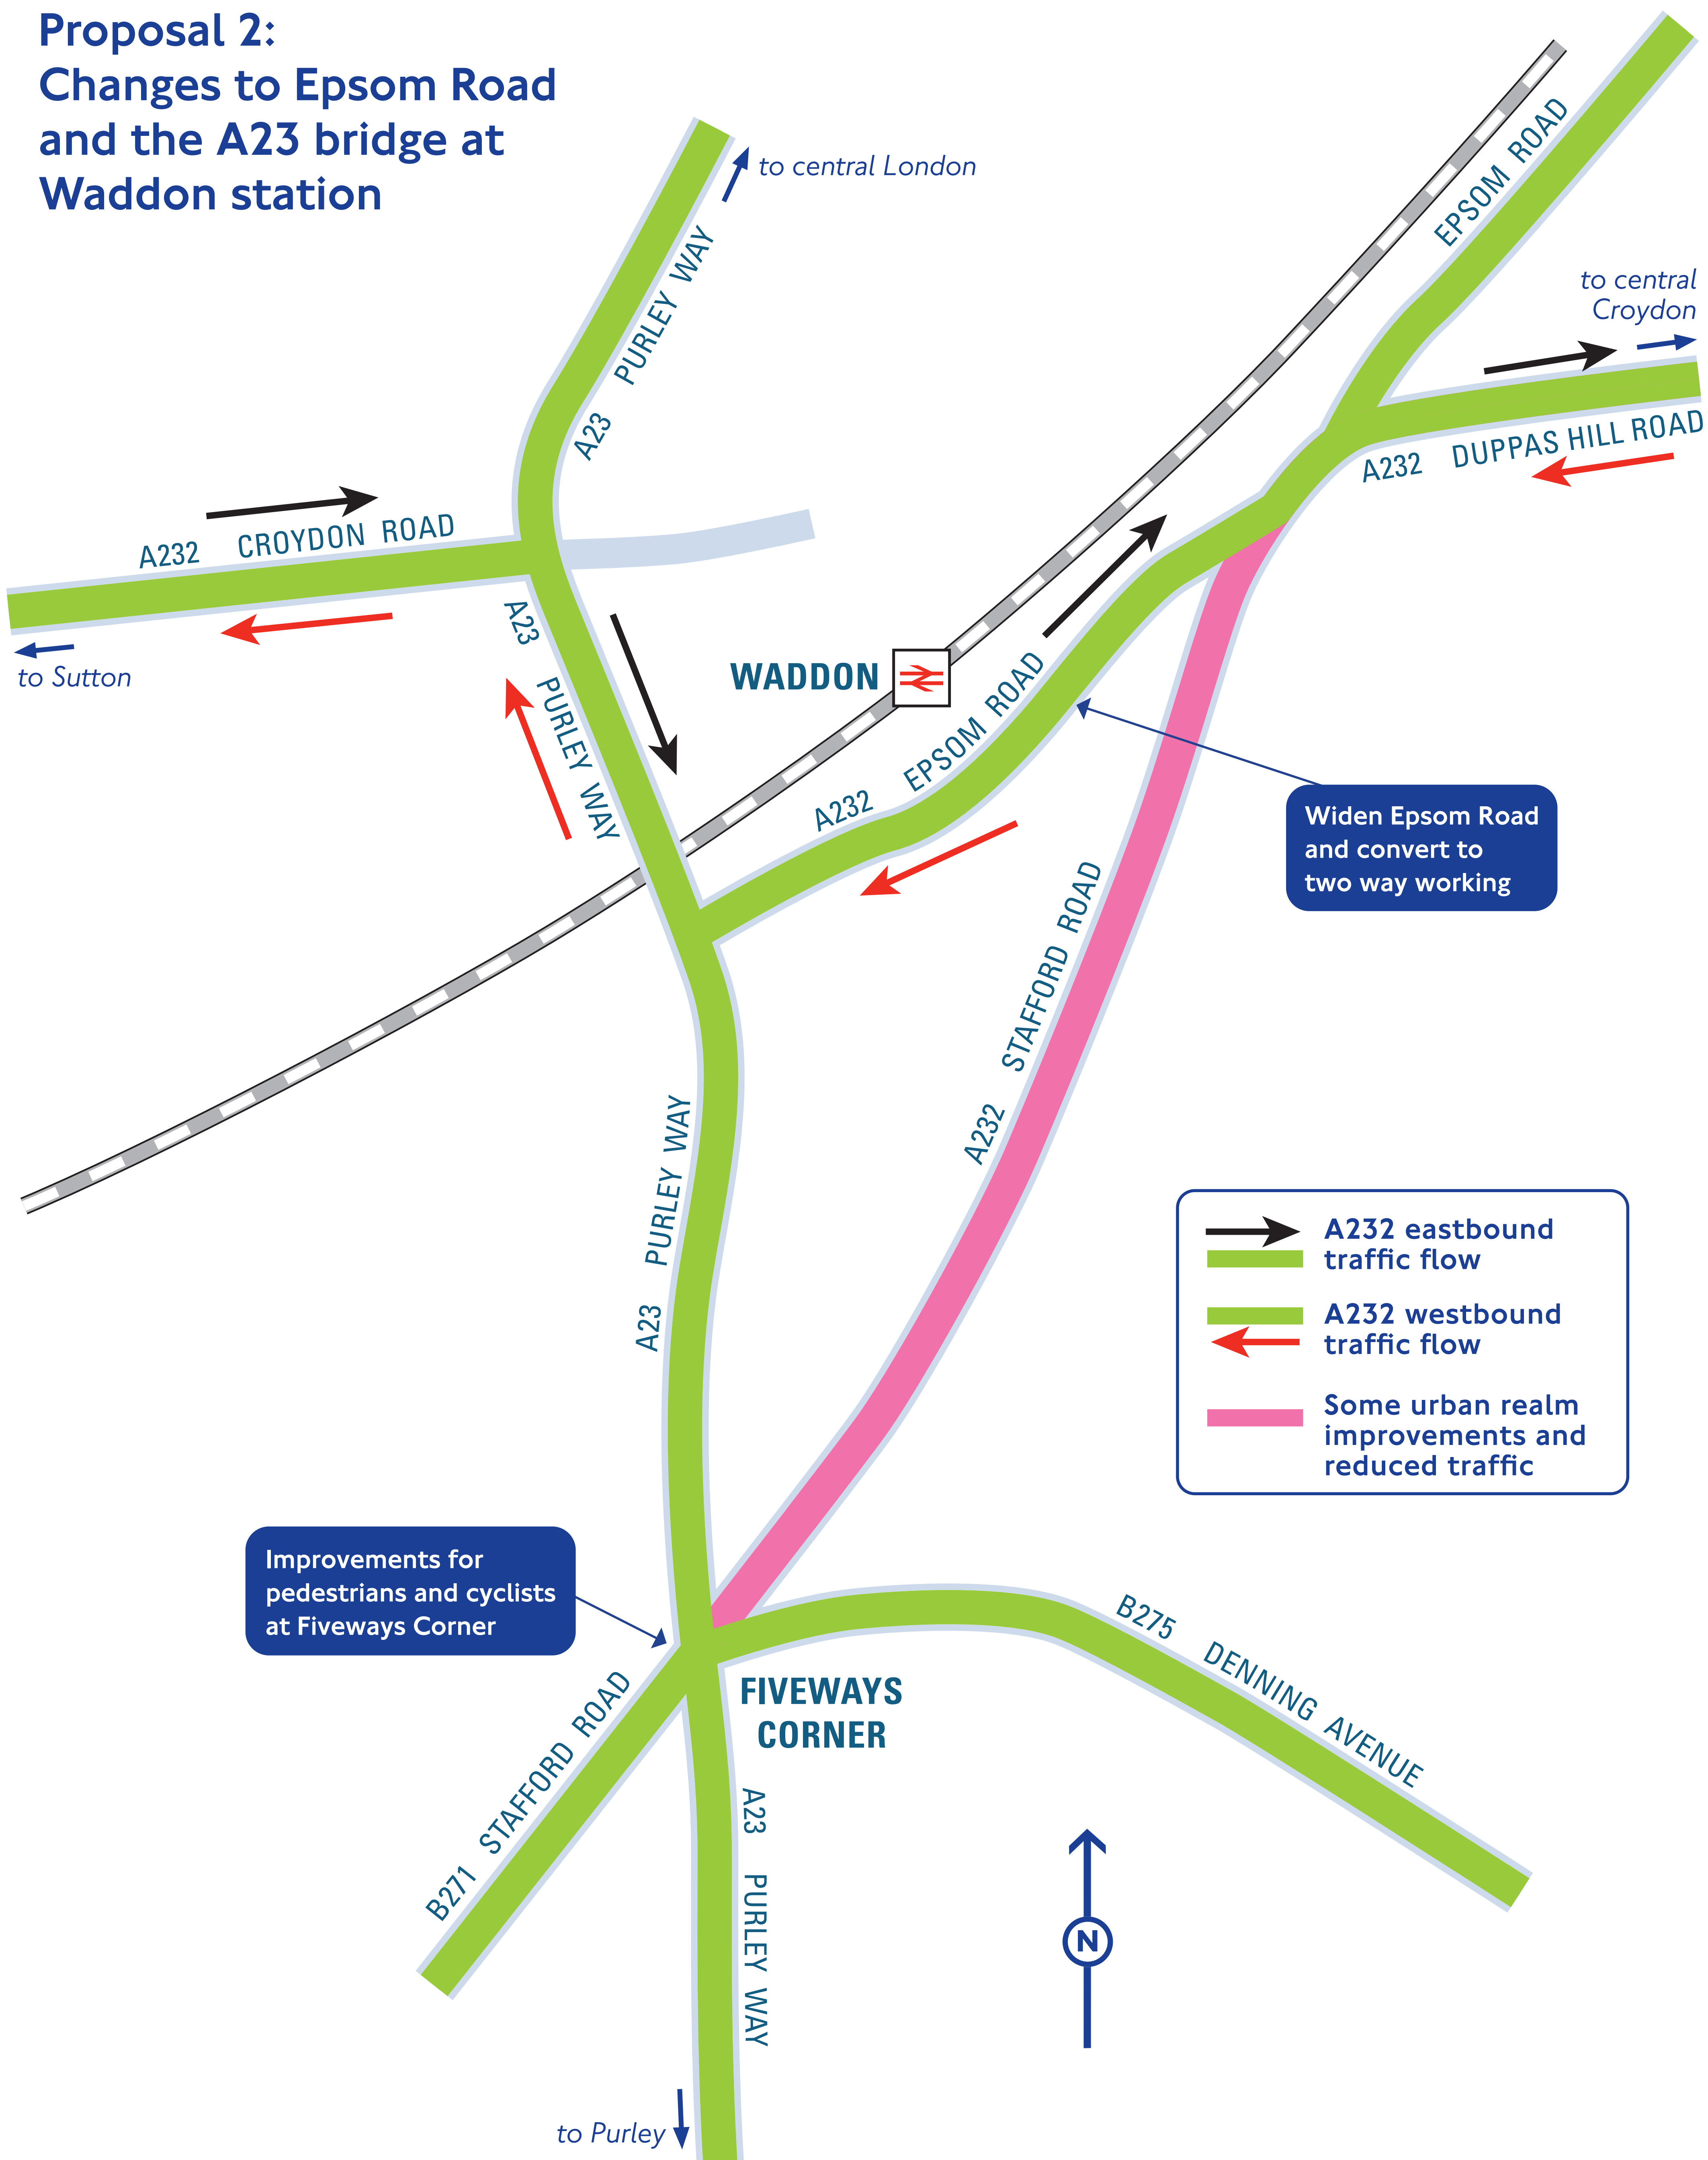 Proposal 2:
Changes to Epsom Road
and the A23 bridge at
Waddon station
to central London
EPSOM ROAD
A23 PURLEY WAY
to central
Croydon
A232 DUPPAS HILL ROAD
A232 CROYDON ROAD
to Sutton
A23 PURLEY WAY
WADDON
A232 EPSOM ROAD
Widen Epsom Road
and convert to
two way working
A232 STAFFORD ROAD
A23 PURLEY WAY
A232 eastbound
traffic flow
A232 westbound
traffic flow
Some urban realm
improvements and
reduced traffic
Improvements for
pedestrians and cyclists
at Fiveways Corner
B275 DENNING AVENUE
FIVEWAYS
CORNER
B271 STAFFORD ROAD
A23 PURLEY WAY
N
to Purley